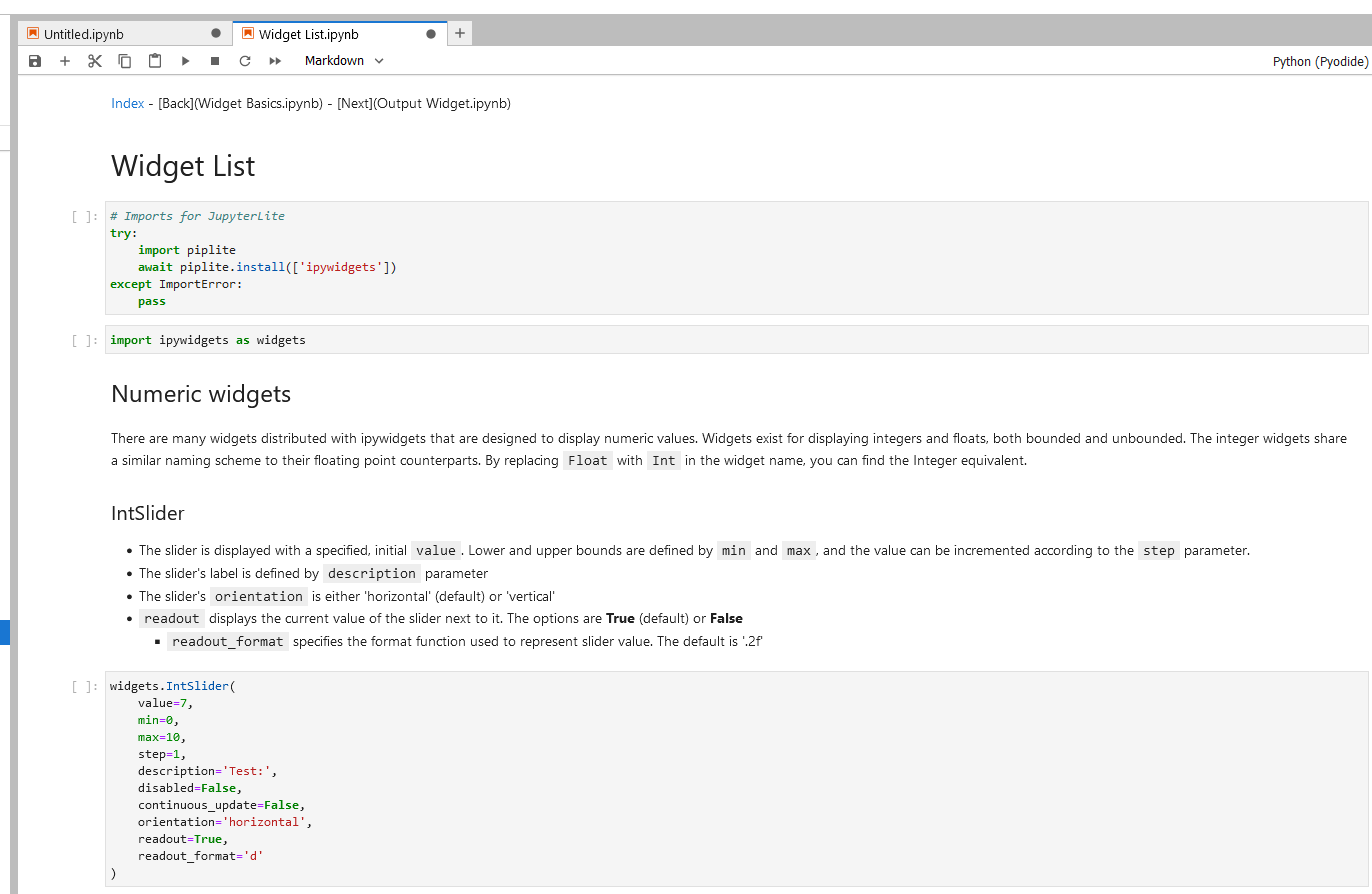 Untitled.ipynb
Widget List.ipynb
+
+
Markdown
Python (Pyodide)
Index - [Back](Widget Basics.ipynb) - [Next](Output Widget.ipynb)
Widget List
[ ]:
# Imports for JupyterLite
try:
    import piplite
    await piplite.install(['ipywidgets'])
except ImportError:
    pass
[ ]:
import ipywidgets as widgets
Numeric widgets
There are many widgets distributed with ipywidgets that are designed to display numeric values. Widgets exist for displaying integers and floats, both bounded and unbounded. The integer widgets share
a similar naming scheme to their floating point counterparts. By replacing Float with Int in the widget name, you can find the Integer equivalent.
IntSlider
• The slider is displayed with a specified, initial value . Lower and upper bounds are defined by min and max , and the value can be incremented according to the step parameter.
• The slider's label is defined by description parameter
• The slider's orientation is either 'horizontal' (default) or 'vertical'
• readout displays the current value of the slider next to it. The options are True (default) or False
▪ readout_format specifies the format function used to represent slider value. The default is '.2f'
[ ]:
widgets.IntSlider(
    value=7,
    min=0,
    max=10,
    step=1,
    description='Test:',
    disabled=False,
    continuous_update=False,
    orientation='horizontal',
    readout=True,
    readout_format='d'
)